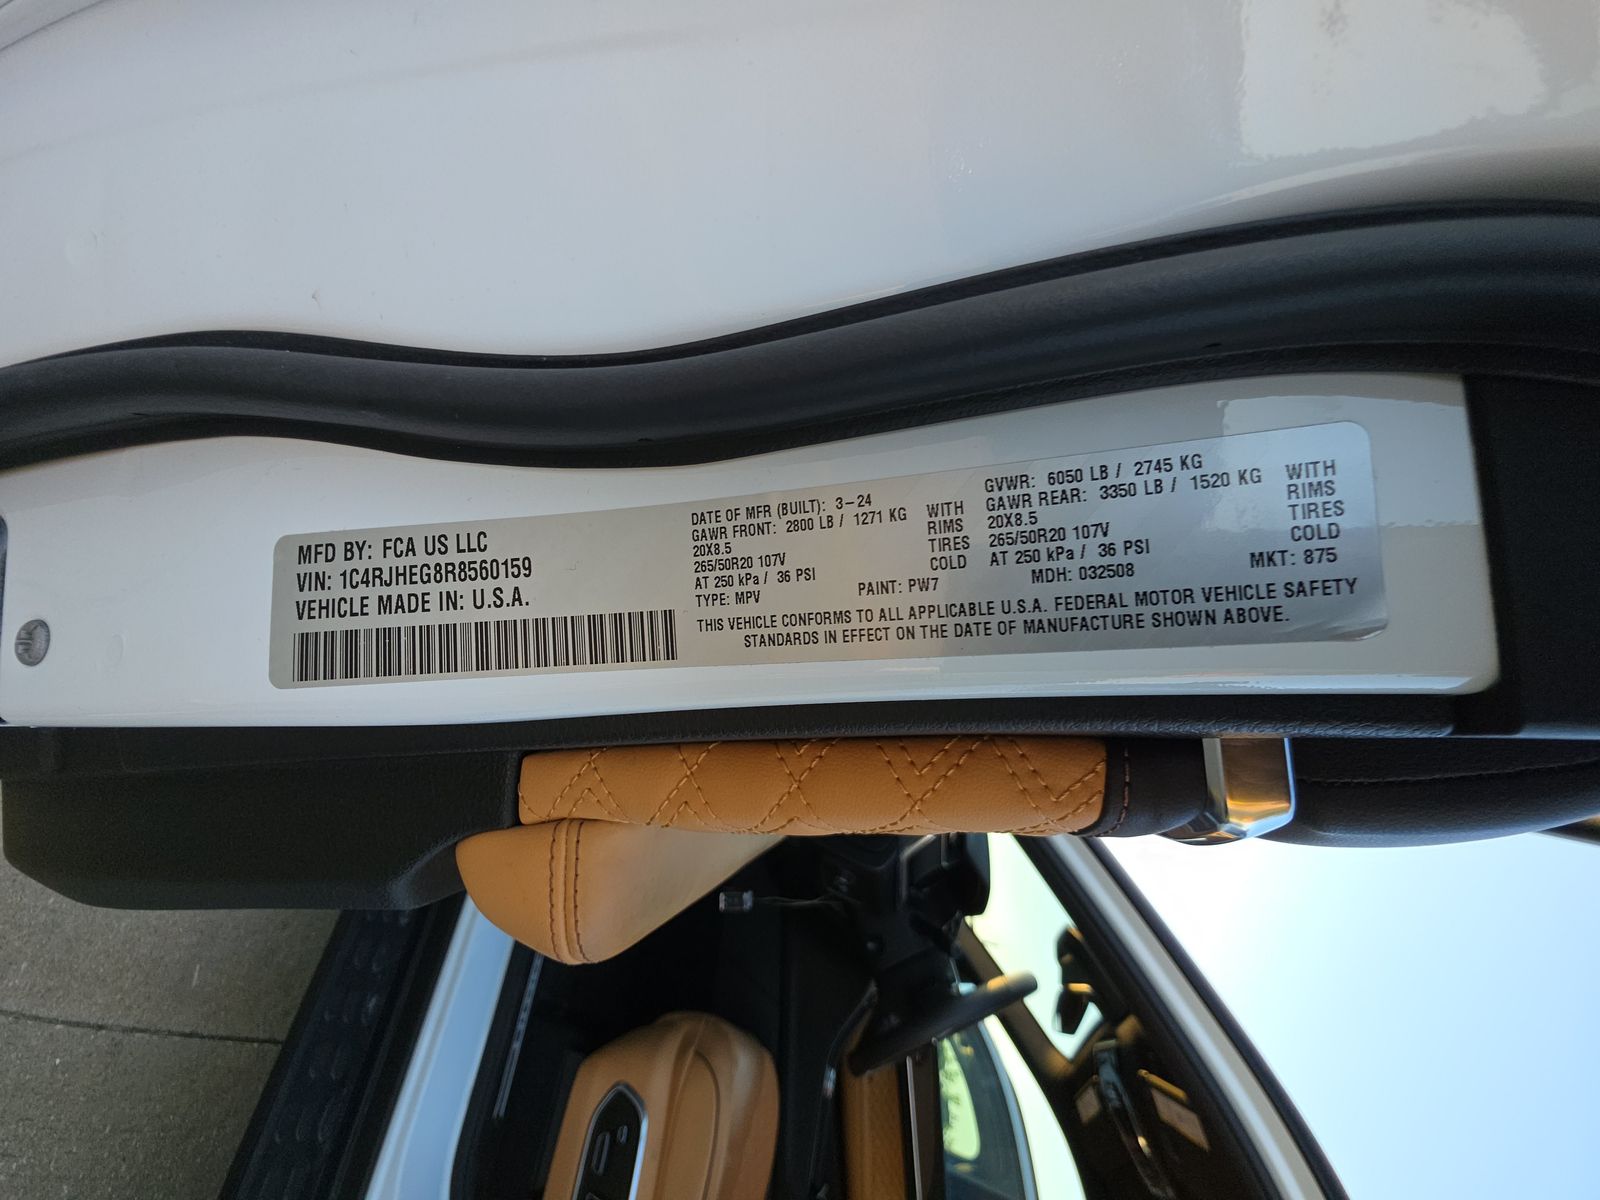 MFD BY: FCA US LLC
VIN: 1C4RJHEG8R8560159
VEHICLE MADE IN: U.S.A.
DATE OF MFR (BUILT): 3-24
GAWR FRONT: 2800 LB / 1271 KG WITH
20X8.5 RIMS
265/50R20 107V TIRES
AT 250 kPa / 36 PSI COLD
TYPE: MPV PAINT: PW7
GVWR: 6050 LB / 2745 KG
GAWR REAR: 3350 LB / 1520 KG WITH
20X8.5 RIMS
265/50R20 107V TIRES
AT 250 kPa / 36 PSI COLD
MDH: 032508 MKT: 875
THIS VEHICLE CONFORMS TO ALL APPLICABLE U.S.A. FEDERAL MOTOR VEHICLE SAFETY
STANDARDS IN EFFECT ON THE DATE OF MANUFACTURE SHOWN ABOVE.